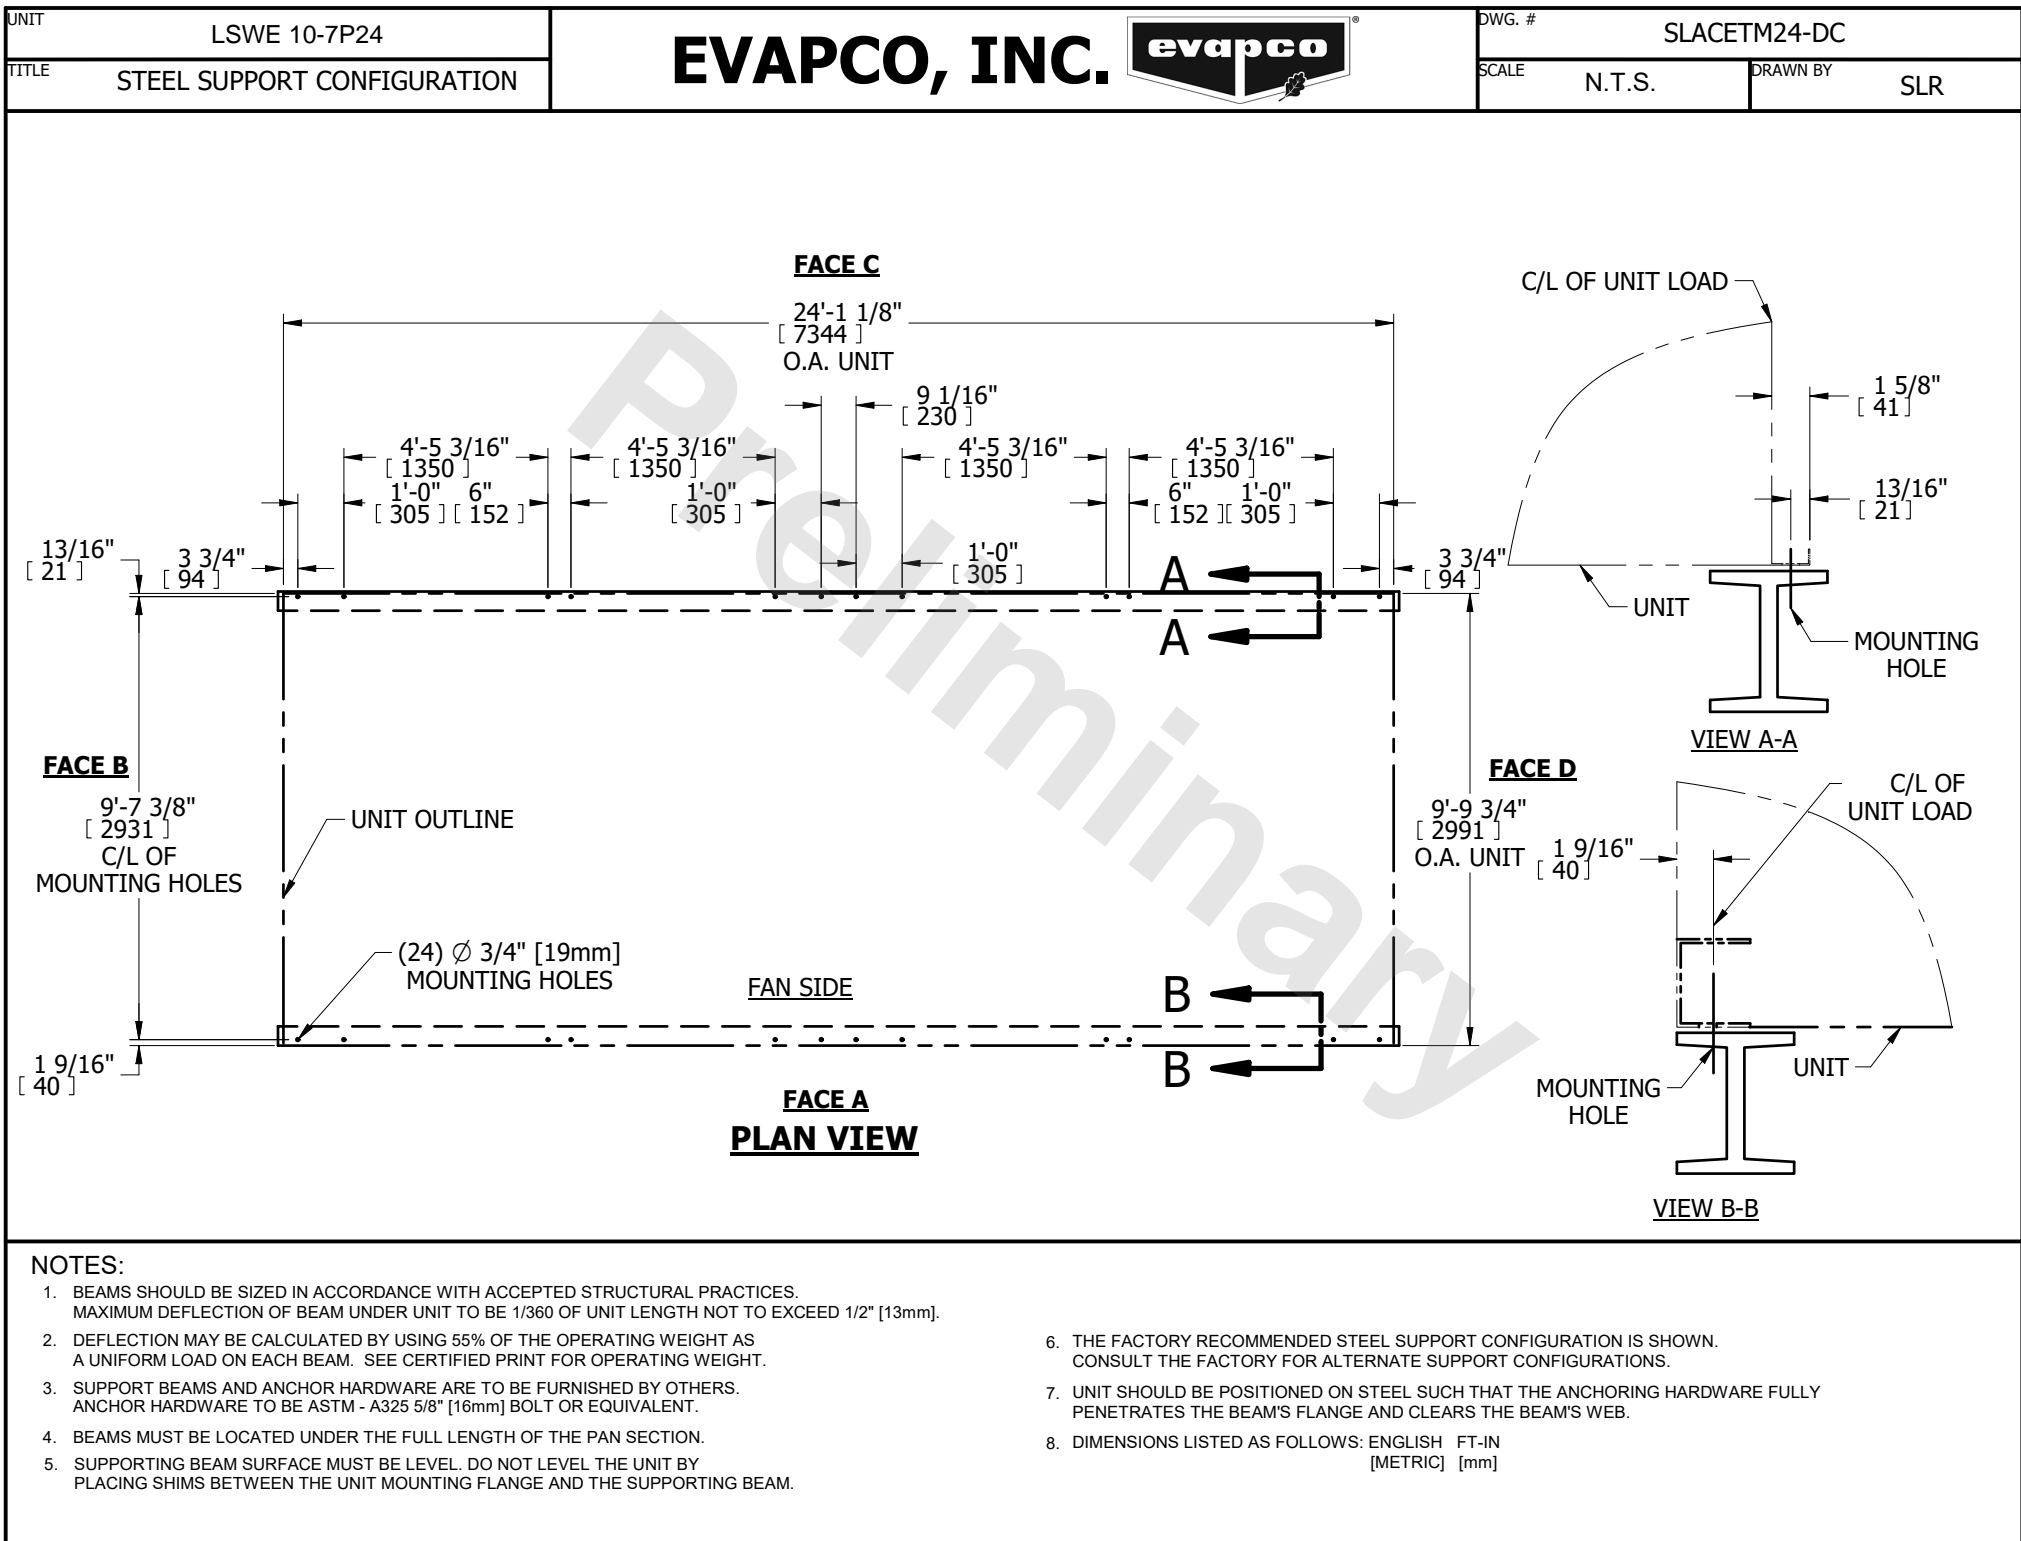 UNIT
LSWE 10-7P24
TITLE
STEEL SUPPORT CONFIGURATION
EVAPCO, INC.
evapco
®
DWG. #
SLACETM24-DC
SCALE
N.T.S.
DRAWN BY
SLR
FACE C
24'-1 1/8"
[ 7344 ]
O.A. UNIT
9 1/16"
[ 230 ]
4'-5 3/16"
[ 1350 ]
4'-5 3/16"
[ 1350 ]
4'-5 3/16"
[ 1350 ]
4'-5 3/16"
[ 1350 ]
1'-0"
[ 305 ]
6"
[ 152 ]
1'-0"
[ 305 ]
6"
[ 152 ]
1'-0"
[ 305 ]
13/16"
[ 21 ]
3 3/4"
[ 94 ]
1'-0"
[ 305 ]
3 3/4"
[ 94 ]
A
A
FACE B
9'-7 3/8"
[ 2931 ]
C/L OF
MOUNTING HOLES
UNIT OUTLINE
(24) Ø 3/4" [19mm]
MOUNTING HOLES
FAN SIDE
B
B
1 9/16"
[ 40 ]
FACE A
PLAN VIEW
FACE D
9'-9 3/4"
[ 2991 ]
O.A. UNIT
C/L OF UNIT LOAD
1 5/8"
[ 41 ]
13/16"
[ 21 ]
UNIT
MOUNTING
HOLE
VIEW A-A
C/L OF
UNIT LOAD
1 9/16"
[ 40 ]
UNIT
MOUNTING
HOLE
VIEW B-B
Preliminary
NOTES:
1. BEAMS SHOULD BE SIZED IN ACCORDANCE WITH ACCEPTED STRUCTURAL PRACTICES.
MAXIMUM DEFLECTION OF BEAM UNDER UNIT TO BE 1/360 OF UNIT LENGTH NOT TO EXCEED 1/2" [13mm].
2. DEFLECTION MAY BE CALCULATED BY USING 55% OF THE OPERATING WEIGHT AS
A UNIFORM LOAD ON EACH BEAM. SEE CERTIFIED PRINT FOR OPERATING WEIGHT.
3. SUPPORT BEAMS AND ANCHOR HARDWARE ARE TO BE FURNISHED BY OTHERS.
ANCHOR HARDWARE TO BE ASTM - A325 5/8" [16mm] BOLT OR EQUIVALENT.
4. BEAMS MUST BE LOCATED UNDER THE FULL LENGTH OF THE PAN SECTION.
5. SUPPORTING BEAM SURFACE MUST BE LEVEL. DO NOT LEVEL THE UNIT BY
PLACING SHIMS BETWEEN THE UNIT MOUNTING FLANGE AND THE SUPPORTING BEAM.
6. THE FACTORY RECOMMENDED STEEL SUPPORT CONFIGURATION IS SHOWN.
CONSULT THE FACTORY FOR ALTERNATE SUPPORT CONFIGURATIONS.
7. UNIT SHOULD BE POSITIONED ON STEEL SUCH THAT THE ANCHORING HARDWARE FULLY
PENETRATES THE BEAM'S FLANGE AND CLEARS THE BEAM'S WEB.
8. DIMENSIONS LISTED AS FOLLOWS: ENGLISH FT-IN
[METRIC] [mm]